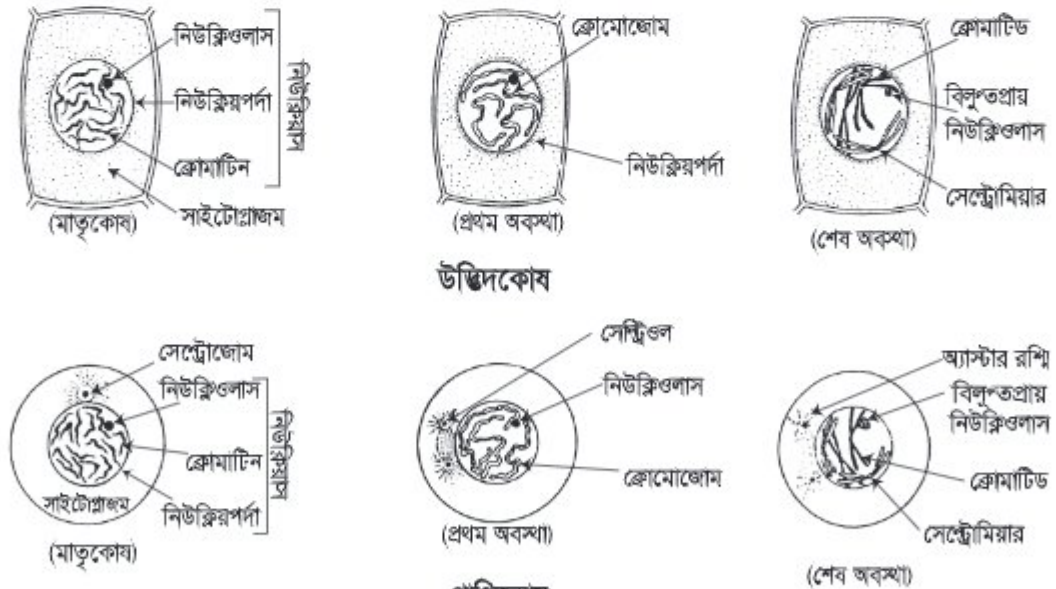 নিউক্লিওলাস
নিউক্লিয়পর্দা
ক্রোমাটিন
সাইটোপ্লাজম
নিউক্লিয়াস
(মাতৃকোষ)
ক্রোমোজোম
নিউক্লিয়পর্দা
(প্রথম অবস্থা)
ক্রোমাটিড
বিলুপ্তপ্রায়
নিউক্লিওলাস
সেন্ট্রোমিয়ার
(শেষ অবস্থা)
উদ্ভিদকোষ
সেন্ট্রোজোম
নিউক্লিওলাস
ক্রোমাটিন
সাইটোপ্লাজম
নিউক্লিয়পর্দা
নিউক্লিয়াস
(মাতৃকোষ)
সেন্ট্রিওল
নিউক্লিওলাস
ক্রোমোজোম
(প্রথম অবস্থা)
অ্যাস্টার রশ্মি
বিলুপ্তপ্রায়
নিউক্লিওলাস
ক্রোমাটিড
সেন্ট্রোমিয়ার
(শেষ অবস্থা)